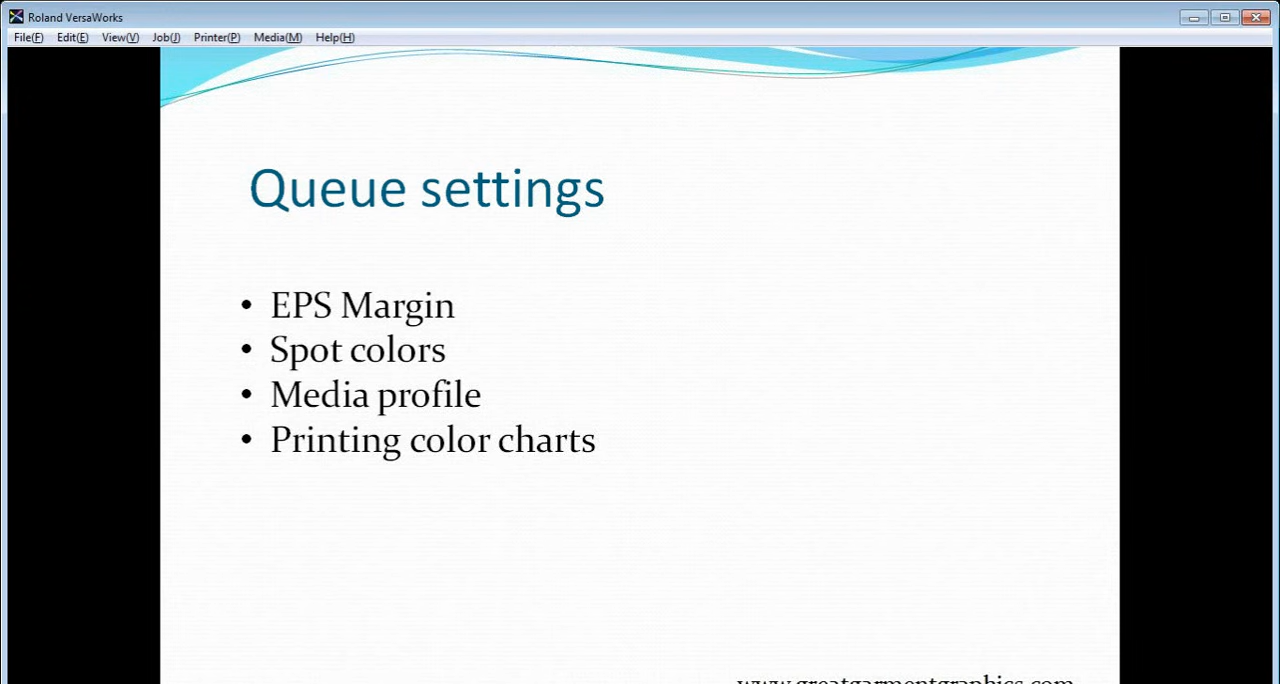 Roland VersaWorks
File(F) Edit(E) View(V) Job(J) Printer(P) Media(M) Help(H)
Queue settings
• EPS Margin
• Spot colors
• Media profile
• Printing color charts
www.greatgarmentgraphics.com